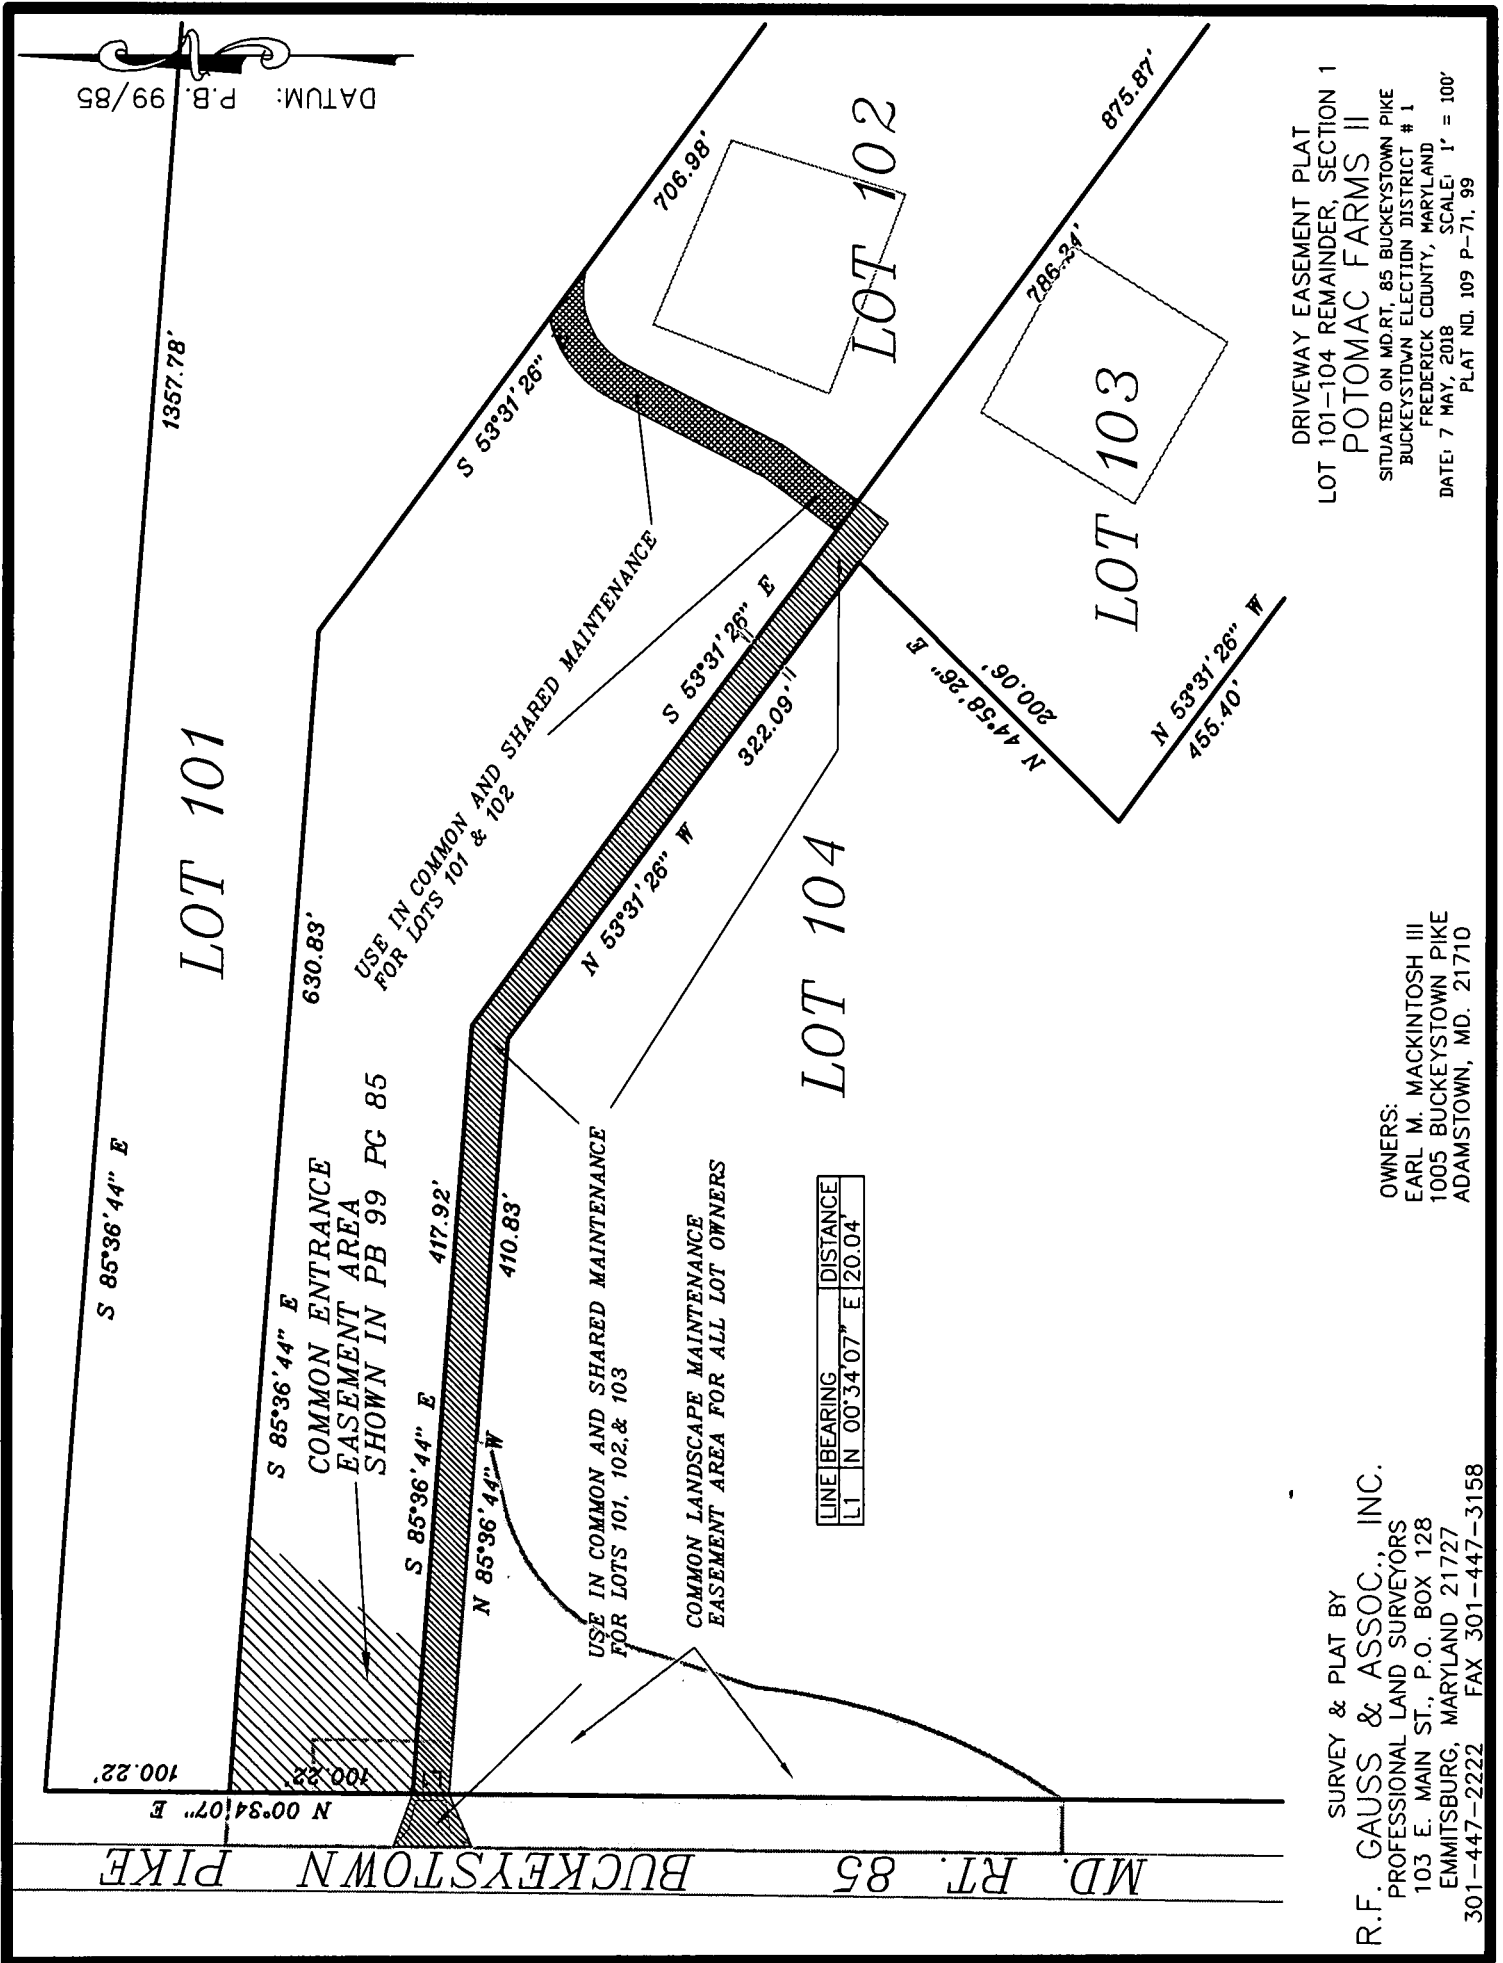 DATUM: P.B. 99/85
1357.78'
S 85°36'44" E
LOT 101
630.83'
S 85°36'44" E
COMMON ENTRANCE
EASEMENT AREA
SHOWN IN PB 99 PG 85
USE IN COMMON AND SHARED MAINTENANCE
FOR LOTS 101 & 102
S 53°31'26"
706.98'
LOT 102
875.87'
786.24'
LOT 103
S 53°31'26" E
322.09'
N 53°31'26" W
N 44°58'26" E
200.06'
N 53°31'26" W
455.40'
LOT 104
417.92'
S 85°36'44" E
410.83'
N 85°36'44" W
100.22'
100.22'
N 00°34'07" E
L1
USE IN COMMON AND SHARED MAINTENANCE
FOR LOTS 101, 102,& 103
COMMON LANDSCAPE MAINTENANCE
EASEMENT AREA FOR ALL LOT OWNERS
LINE BEARING DISTANCE
L1 N 00°34'07" E 20.04'
MD. RT. 85 BUCKEYSTOWN PIKE
SURVEY & PLAT BY
R.F. GAUSS & ASSOC., INC.
PROFESSIONAL LAND SURVEYORS
103 E. MAIN ST., P.O. BOX 128
EMMITSBURG, MARYLAND 21727
301-447-2222 FAX 301-447-3158
OWNERS:
EARL M. MACKINTOSH III
1005 BUCKEYSTOWN PIKE
ADAMSTOWN, MD. 21710
DRIVEWAY EASEMENT PLAT
LOT 101-104 REMAINDER, SECTION 1
POTOMAC FARMS II
SITUATED ON MD.RT. 85 BUCKEYSTOWN PIKE
BUCKEYSTOWN ELECTION DISTRICT # 1
FREDERICK COUNTY, MARYLAND
DATE: 7 MAY, 2018 SCALE: 1" = 100'
PLAT NO. 109 P-71, 99